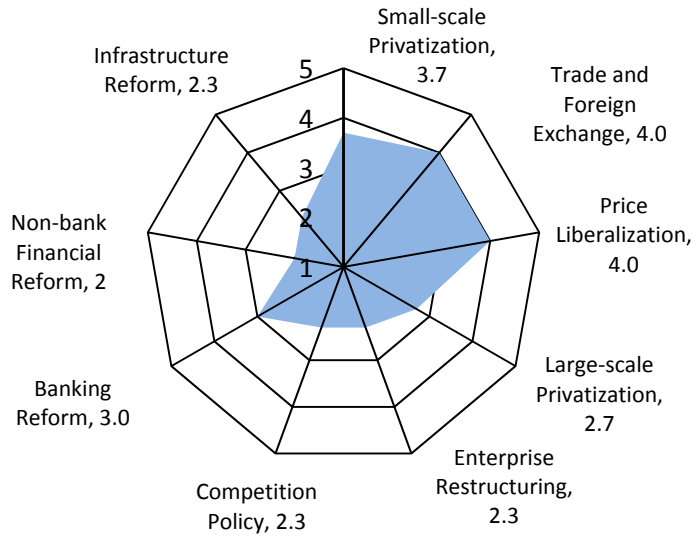 Small-scale
Privatization,
3.7
Trade and
Foreign
Exchange, 4.0
Price
Liberalization,
4.0
Large-scale
Privatization,
2.7
Enterprise
Restructuring,
2.3
Competition
Policy, 2.3
Banking
Reform, 3.0
Non-bank
Financial
Reform, 2
Infrastructure
Reform, 2.3
5
4
3
2
1